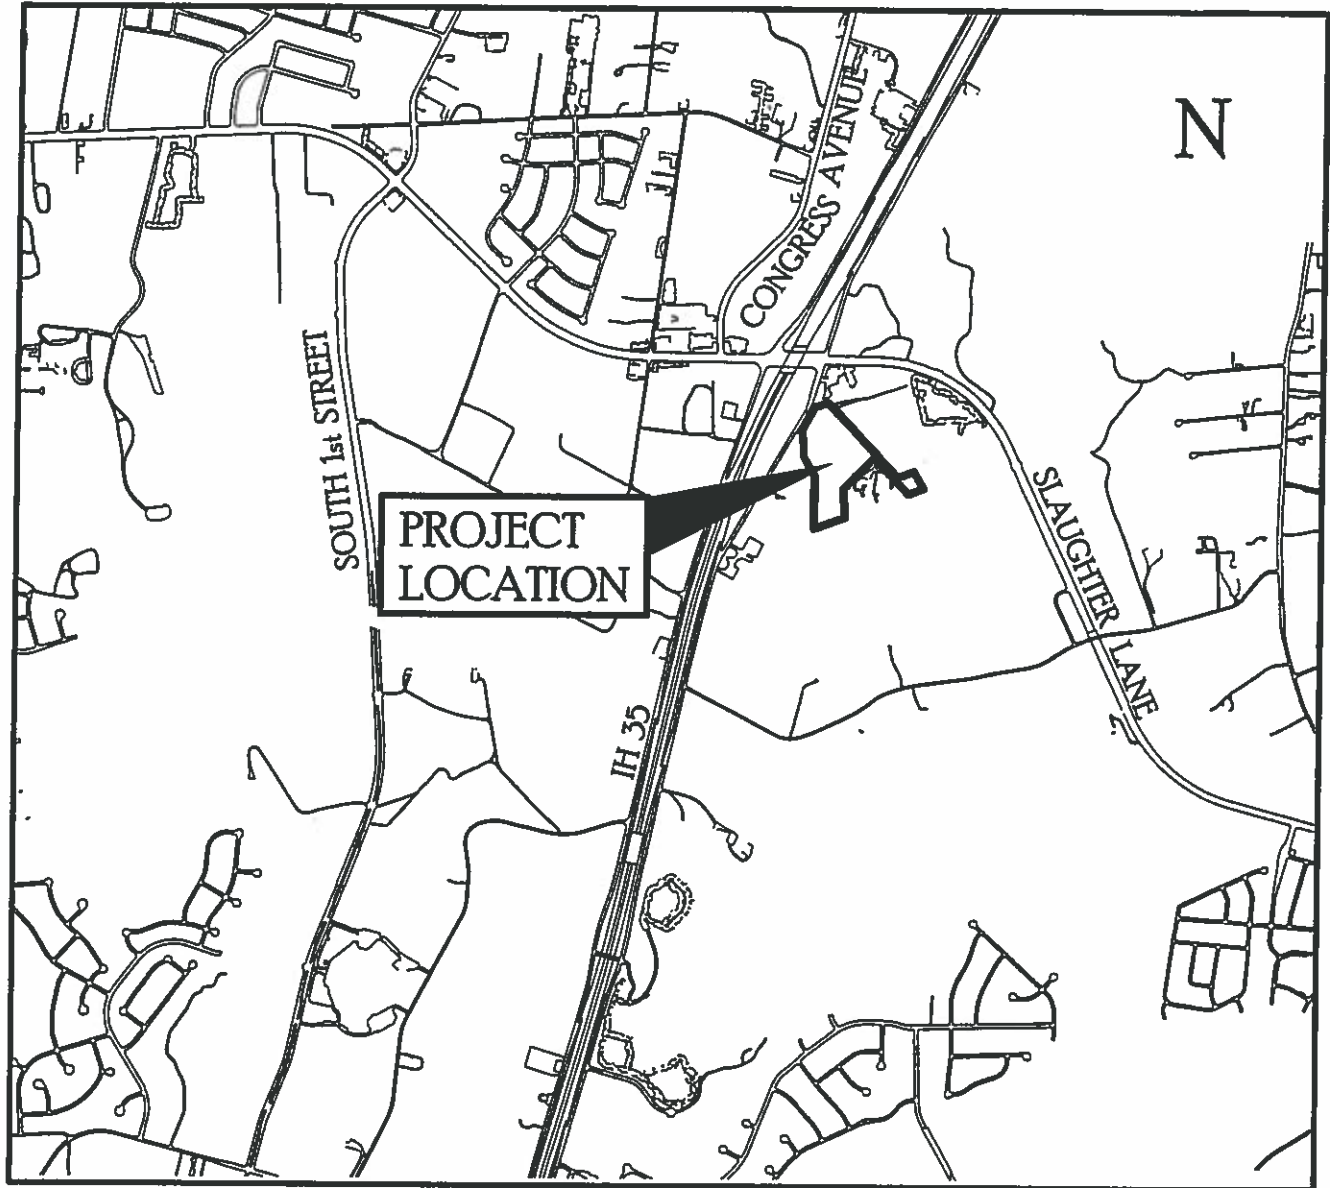 N
CONGRESS AVENUE
SOUTH 1st STREET
PROJECT
LOCATION
SLAUGHTER LANE
IH 35